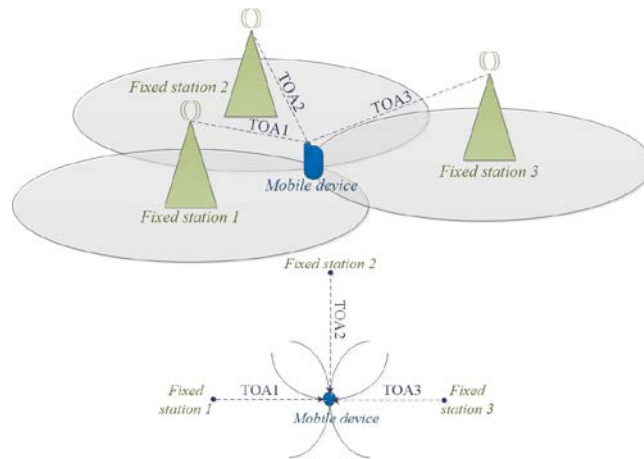 Fixed station 2
TOA2
TOA3
TOA1
Mobile device
Fixed station 3
Fixed station 1
Fixed station 2
TOA2
Fixed
station 1
TOA1
TOA3
Fixed
station 3
Mobile device